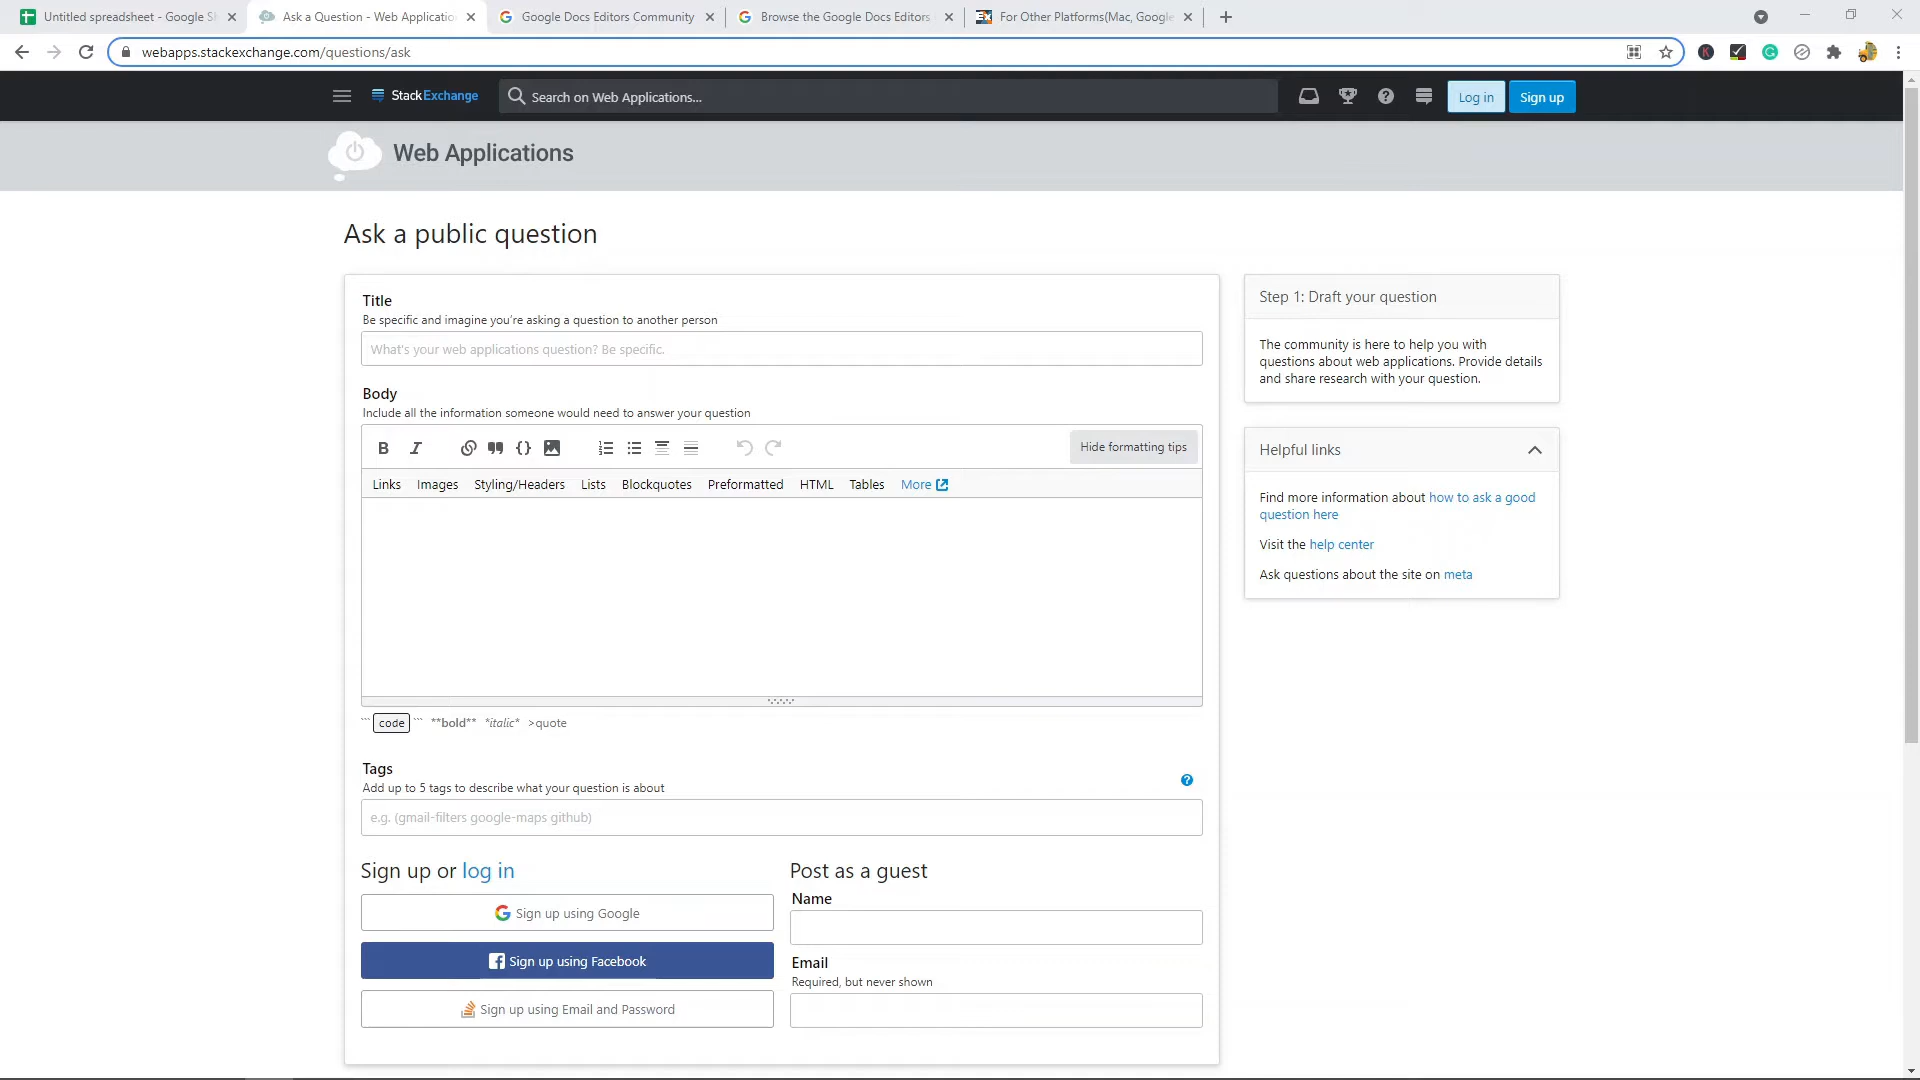 Untitled spreadsheet - Google Sh
Ask a Question - Web Applicatio
Google Docs Editors Community
Browse the Google Docs Editors
For Other Platforms(Mac, Google
webapps.stackexchange.com/questions/ask
StackExchange
Search on Web Applications...
Log in
Sign up
Web Applications
Ask a public question
Title
Be specific and imagine you're asking a question to another person
What's your web applications question? Be specific.
Body
Include all the information someone would need to answer your question
B I
Hide formatting tips
Links Images Styling/Headers Lists Blockquotes Preformatted HTML Tables More
``` code ``` **bold** *italic* >quote
Tags
Add up to 5 tags to describe what your question is about
e.g. (gmail-filters google-maps github)
Sign up or log in
Sign up using Google
Sign up using Facebook
Sign up using Email and Password
Post as a guest
Name
Email
Required, but never shown
Step 1: Draft your question
The community is here to help you with
questions about web applications. Provide details
and share research with your question.
Helpful links
Find more information about how to ask a good
question here
Visit the help center
Ask questions about the site on meta